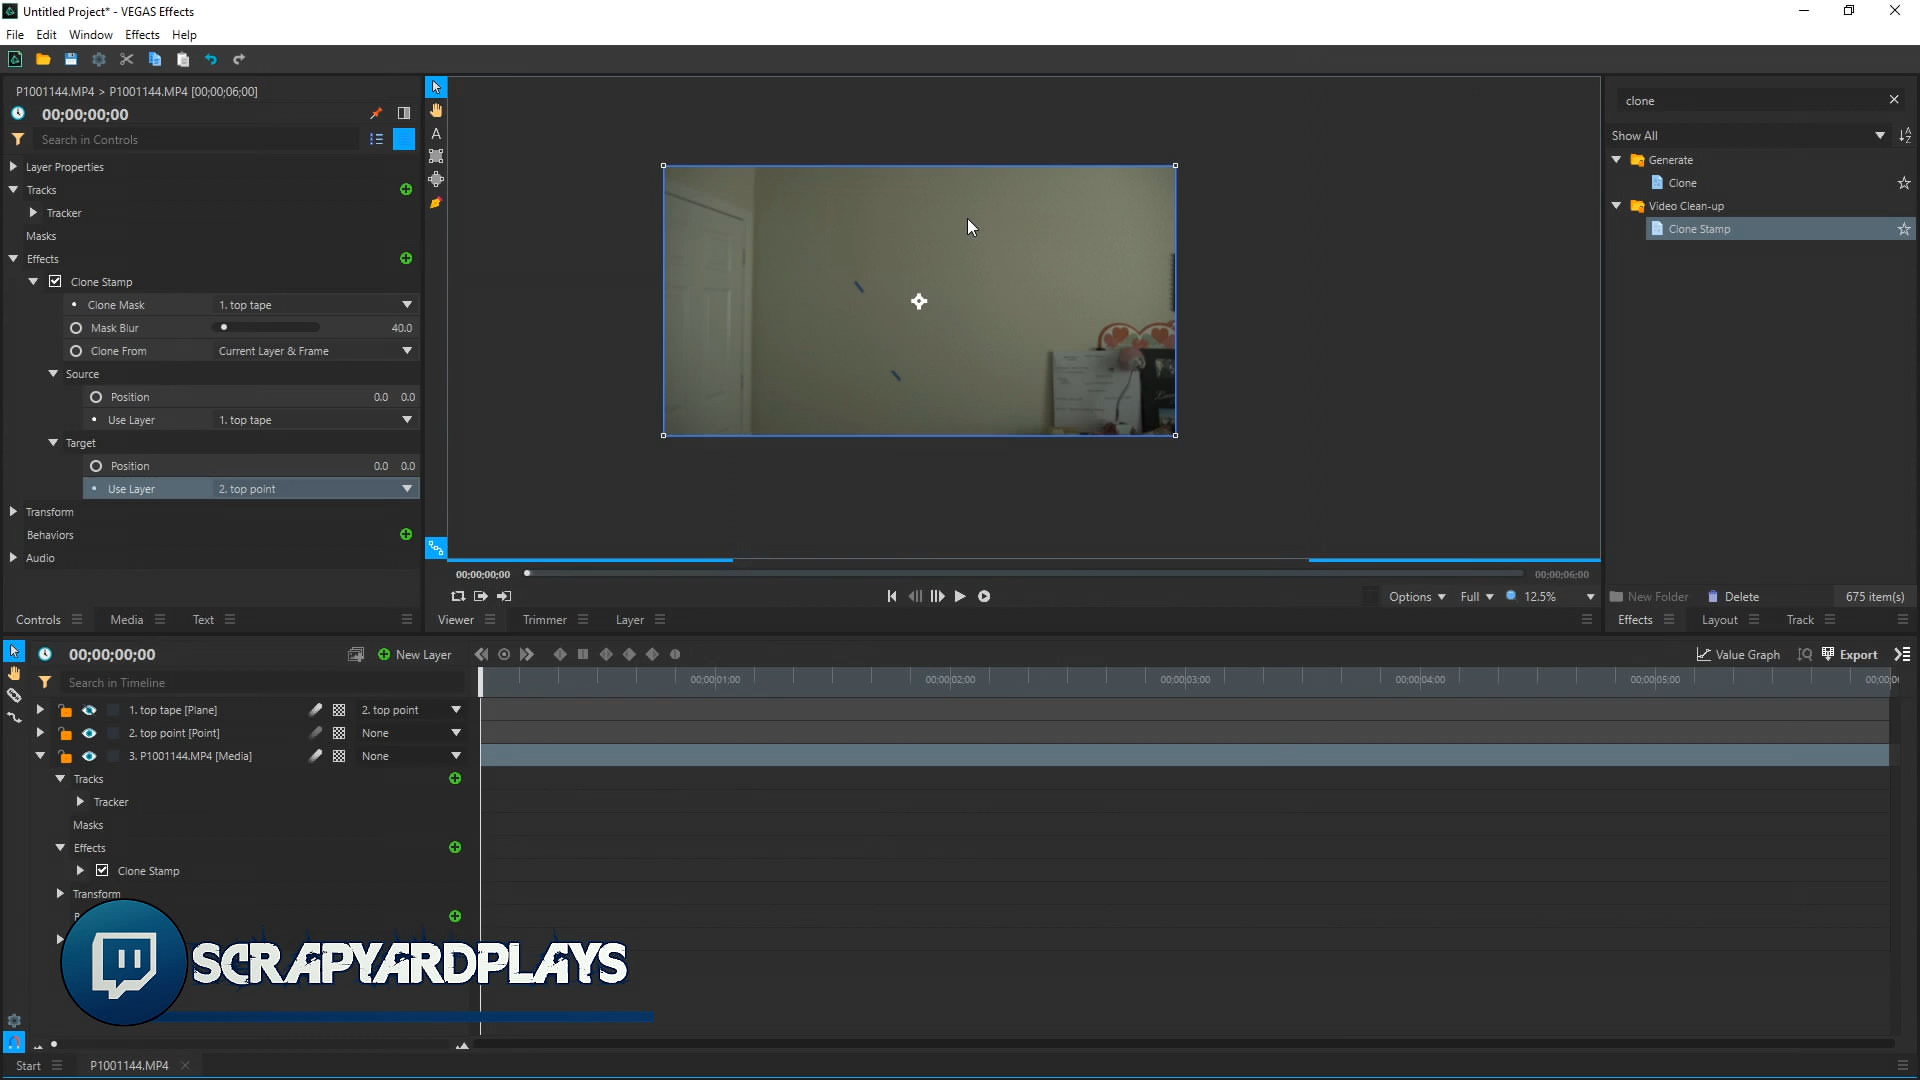 Untitled Project* - VEGAS Effects
File Edit Window Effects Help
P1001144.MP4 > P1001144.MP4 [00;00;06;00]
00;00;00;00
Search in Controls
Layer Properties
Tracks
Tracker
Masks
Effects
Clone Stamp
Clone Mask 1. top tape
Mask Blur 40.0
Clone From Current Layer & Frame
Source
Position 0.0 0.0
Use Layer 1. top tape
Target
Position 0.0 0.0
Use Layer 2. top point
Transform
Behaviors
Audio
Controls Media Text
A
00;00;00;00 00;00;06;00
Options Full 12.5%
Viewer Trimmer Layer
clone
Show All
Generate
Clone
Video Clean-up
Clone Stamp
New Folder Delete 675 item(s)
Effects Layout Track
00;00;00;00 New Layer Value Graph Export
Search in Timeline
00;00;01;00 00;00;02;00 00;00;03;00 00;00;04;00 00;00;05;00
1. top tape [Plane] 2. top point
2. top point [Point] None
3. P1001144.MP4 [Media] None
Tracks
Tracker
Masks
Effects
Clone Stamp
Transform
SCRAPYARDPLAYS
Start P1001144.MP4